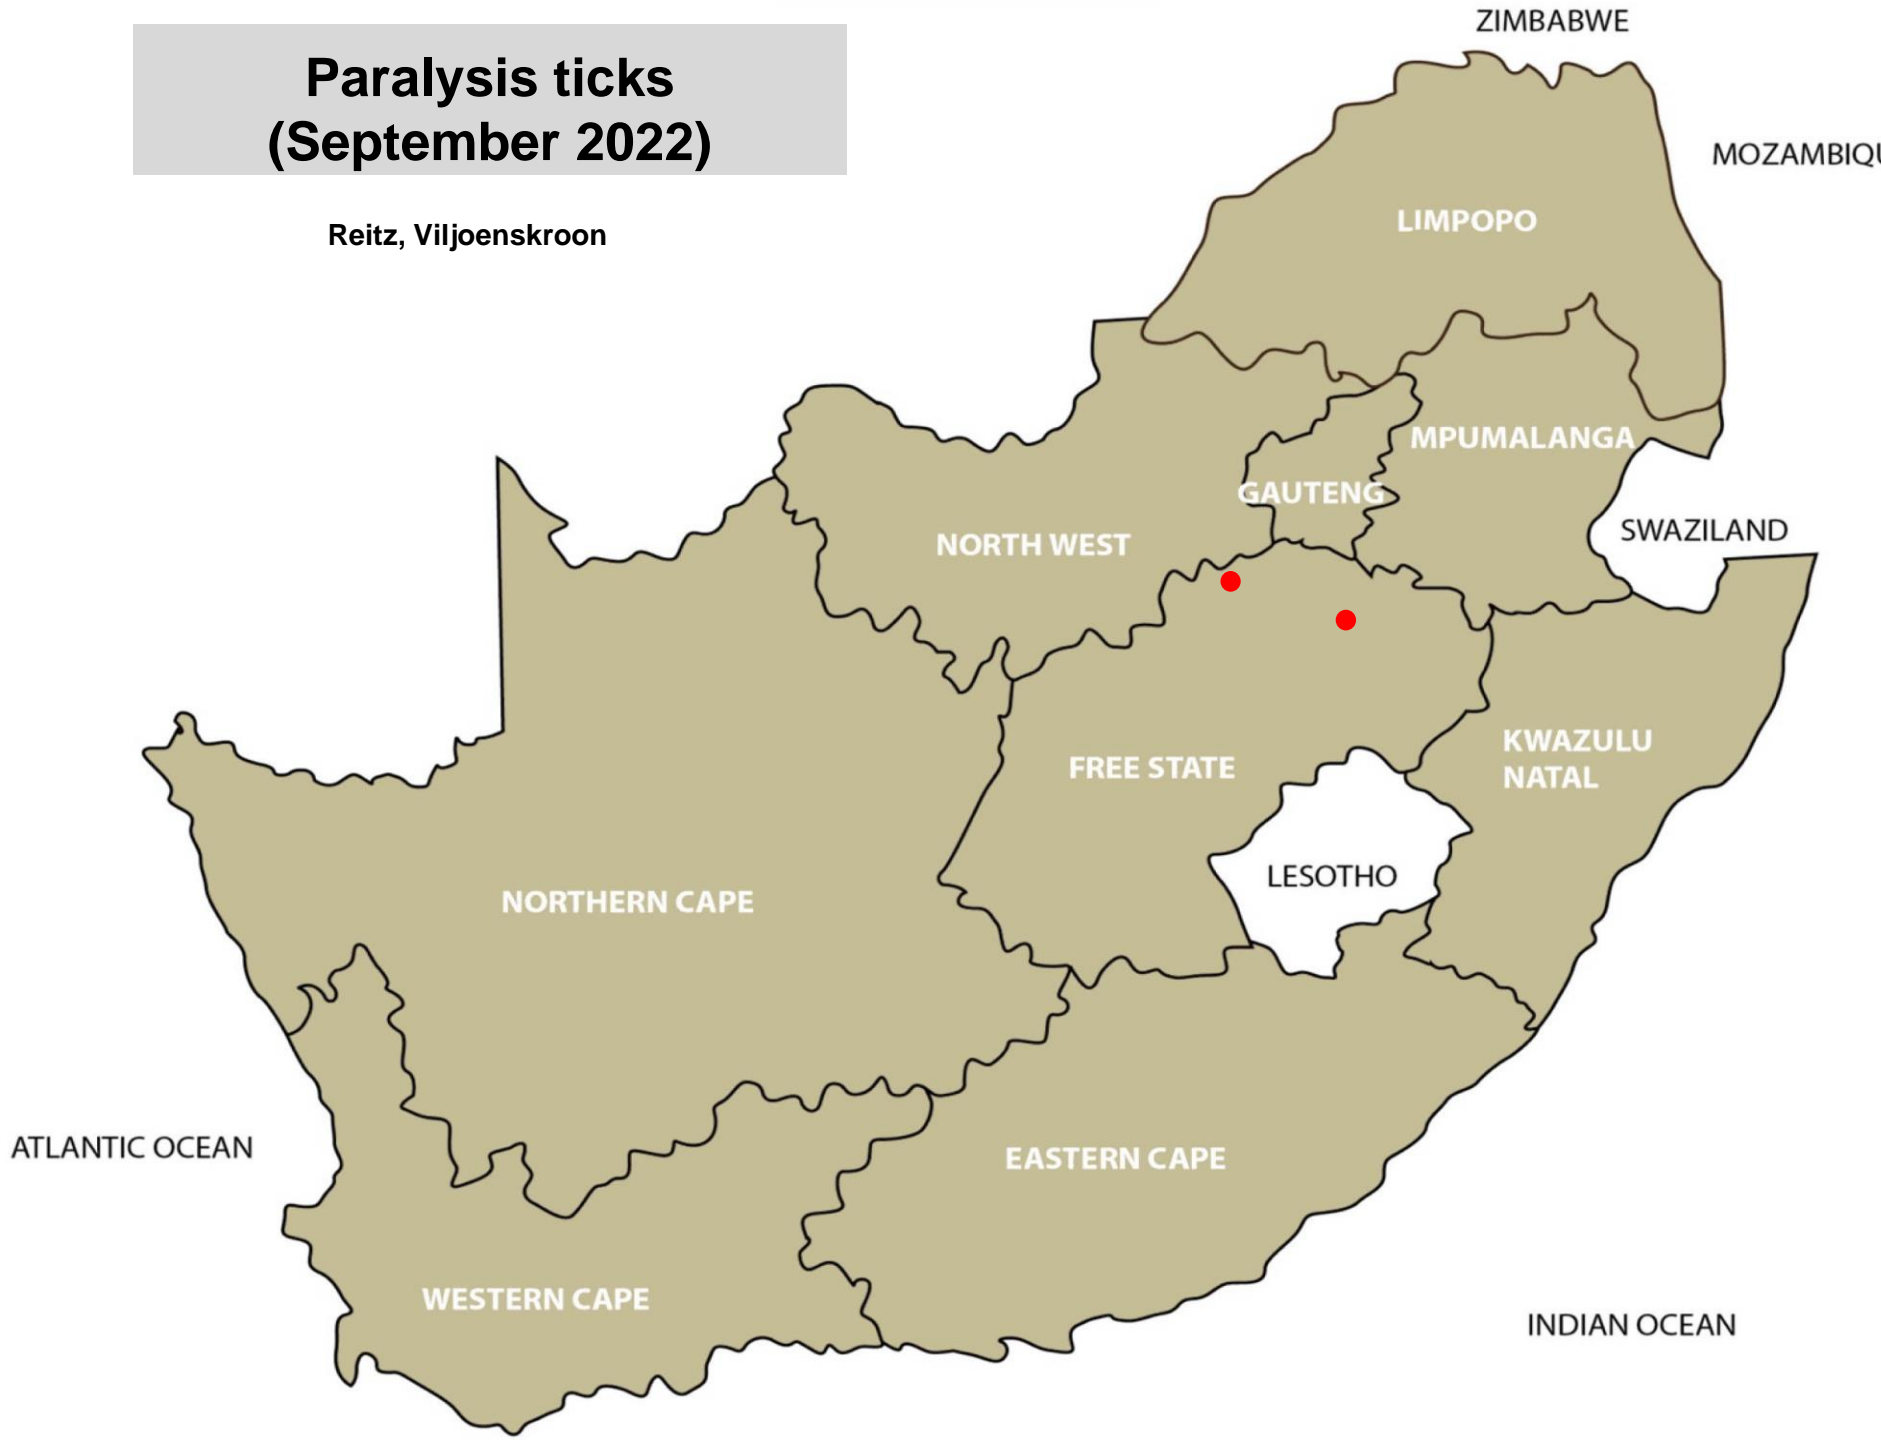 Paralysis ticks
(September 2022)
Reitz, Viljoenskroon
ZIMBABWE
MOZAMBIQU
LIMPOPO
MPUMALANGA
GAUTENG
SWAZILAND
NORTH WEST
KWAZULU
NATAL
FREE STATE
LESOTHO
NORTHERN CAPE
ATLANTIC OCEAN
EASTERN CAPE
WESTERN CAPE
INDIAN OCEAN